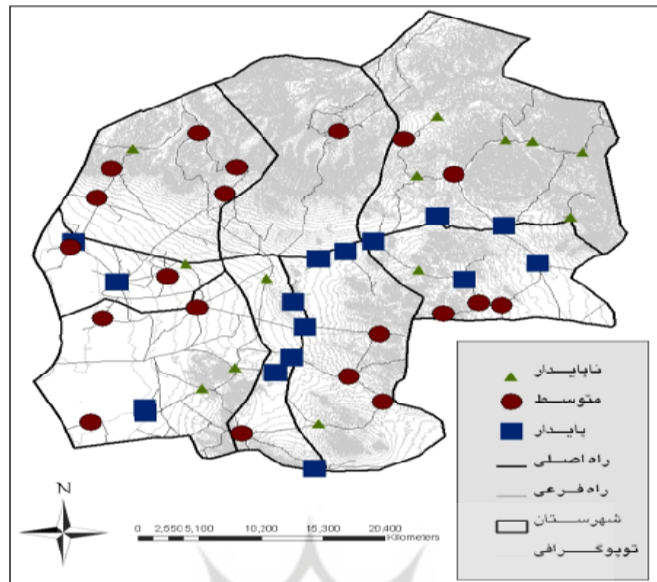 ناپایدار
متوسط
پایدار
راه اصلی
راه فرعی
شهرستان
توپوگرافی
N
0 2,550 5,100 10,200 15,300 20,400
Kilometers